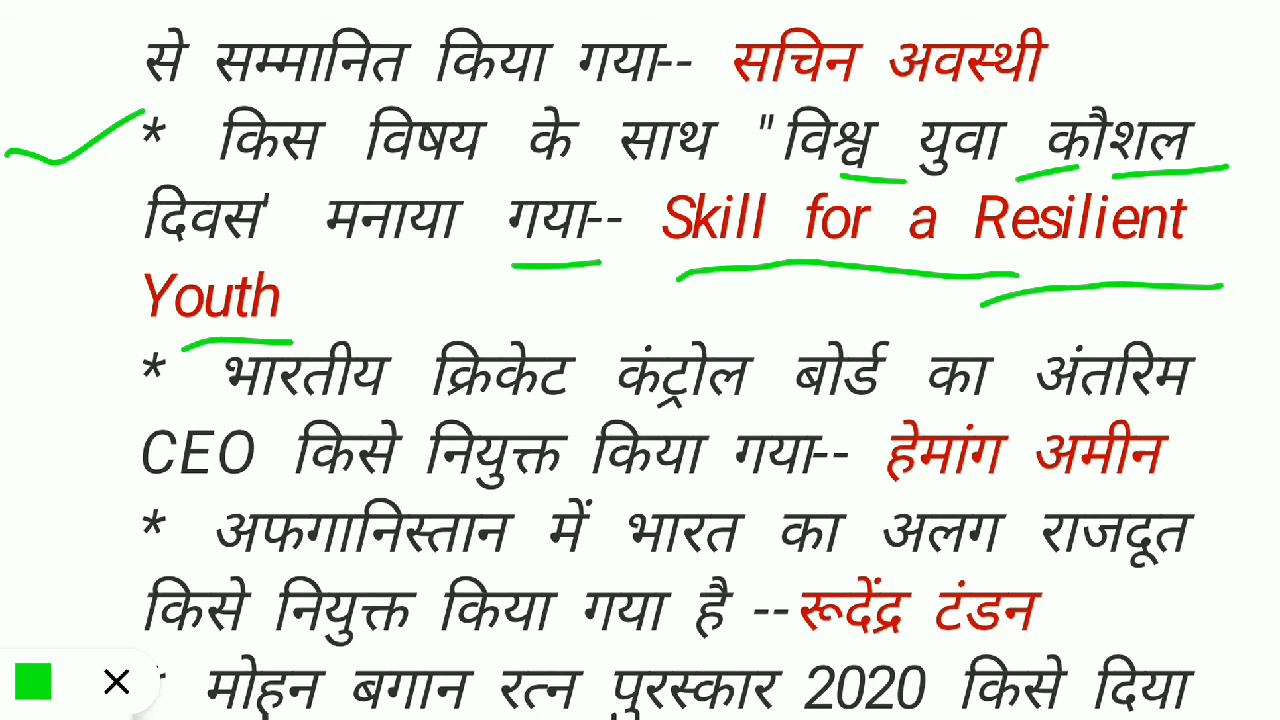 से सम्मानित किया गया-- सचिन अवस्थी
* किस विषय के साथ "विश्व युवा कौशल
दिवस' मनाया गया-- Skill for a Resilient
Youth
* भारतीय क्रिकेट कंट्रोल बोर्ड का अंतरिम
CEO किसे नियुक्त किया गया-- हेमांग अमीन
* अफगानिस्तान में भारत का अलग राजदूत
किसे नियुक्त किया गया है --रूदेंद्र टंडन
* मोहन बगान रत्न पुरस्कार 2020 किसे दिया